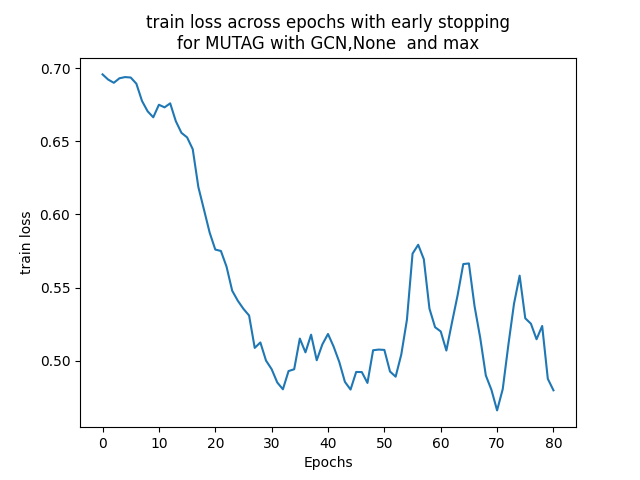 train loss across epochs with early stopping
for MUTAG with GCN,None  and max
0.70
0.65
0.60
0.55
0.50
train loss
0 10 20 30 40 50 60 70 80
Epochs